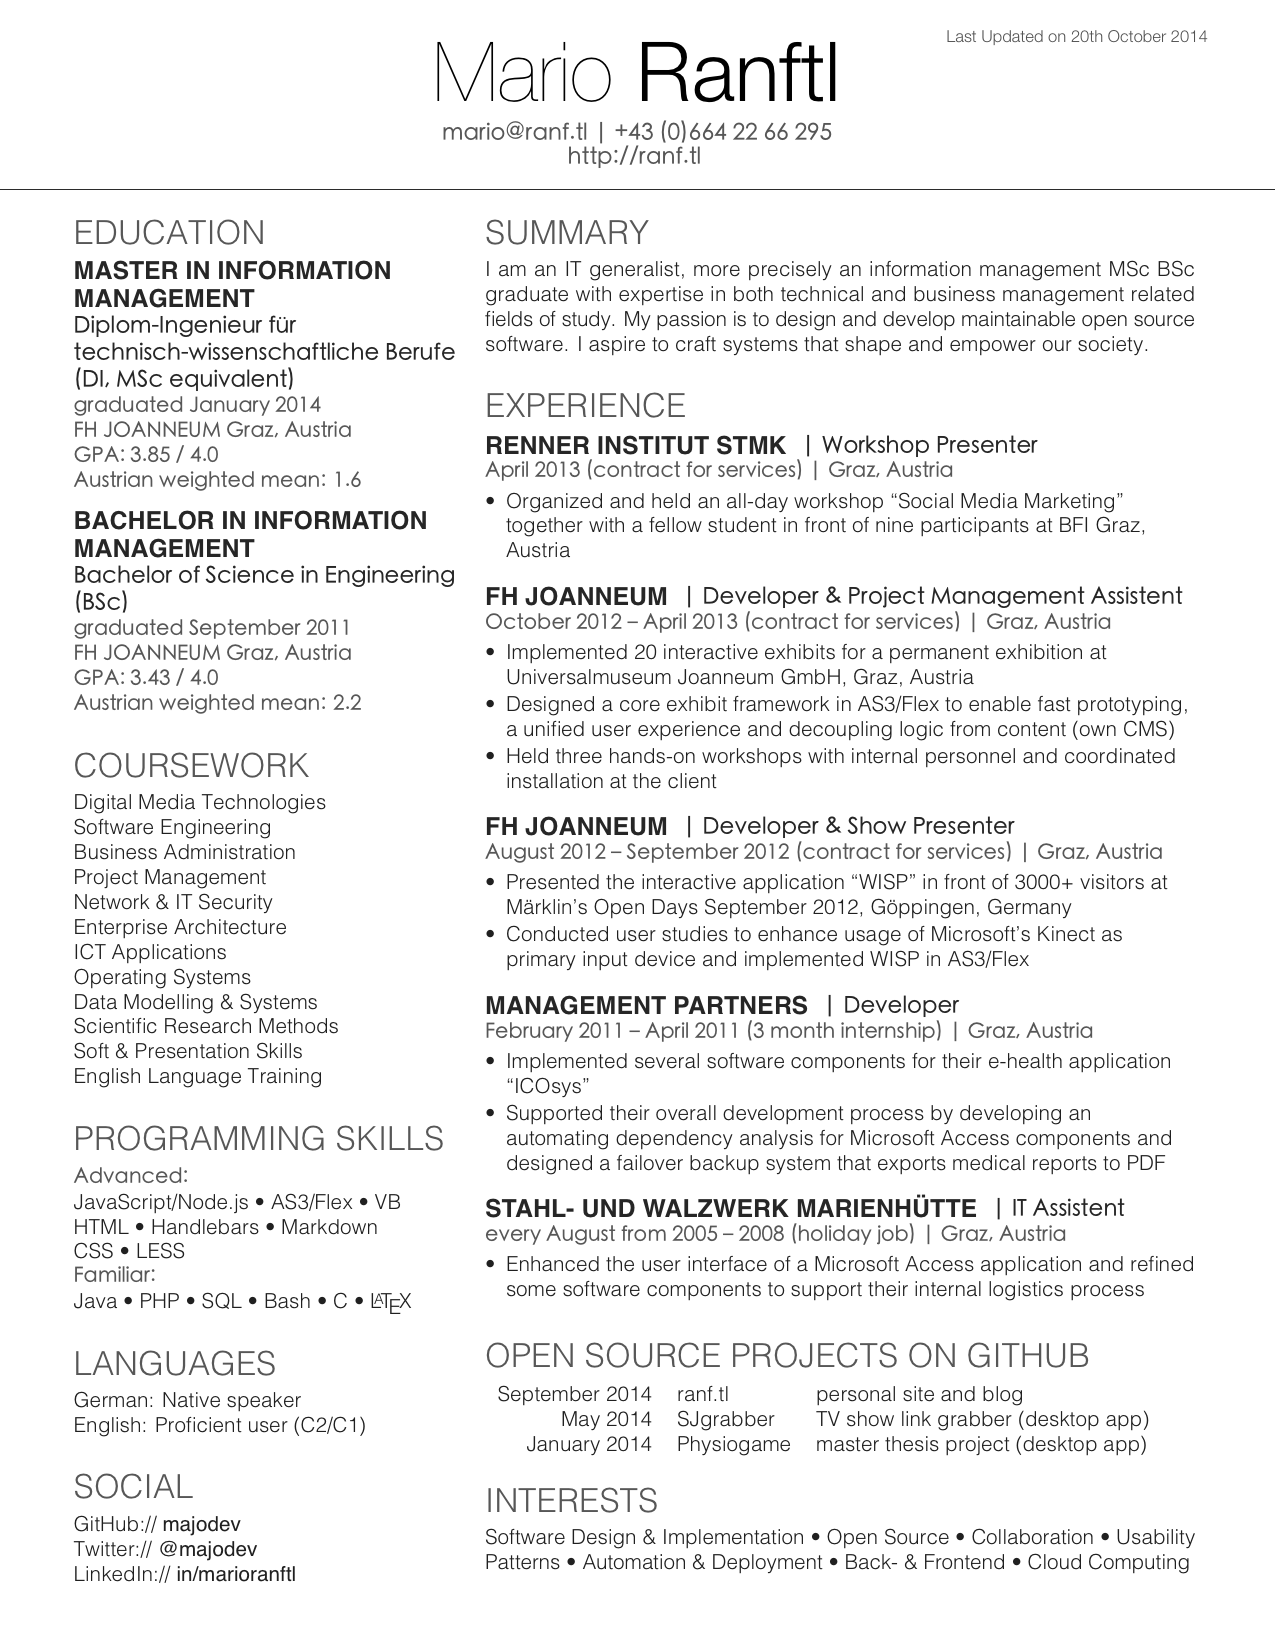 Last Updated on 20th October 2014
Mario Ranftl
mario@ranf.tl | +43 (0)664 22 66 295
http://ranf.tl
EDUCATION
MASTER IN INFORMATION
MANAGEMENT
Diplom-Ingenieur für
technisch-wissenschaftliche Berufe
(DI, MSc equivalent)
graduated January 2014
FH JOANNEUM Graz, Austria
GPA: 3.85 / 4.0
Austrian weighted mean: 1.6
BACHELOR IN INFORMATION
MANAGEMENT
Bachelor of Science in Engineering
(BSc)
graduated September 2011
FH JOANNEUM Graz, Austria
GPA: 3.43 / 4.0
Austrian weighted mean: 2.2
COURSEWORK
Digital Media Technologies
Software Engineering
Business Administration
Project Management
Network & IT Security
Enterprise Architecture
ICT Applications
Operating Systems
Data Modelling & Systems
Scientific Research Methods
Soft & Presentation Skills
English Language Training
PROGRAMMING SKILLS
Advanced:
JavaScript/Node.js • AS3/Flex • VB
HTML • Handlebars • Markdown
CSS • LESS
Familiar:
Java • PHP • SQL • Bash • C • LATEX
LANGUAGES
German: Native speaker
English: Proficient user (C2/C1)
SOCIAL
GitHub:// majodev
Twitter:// @majodev
LinkedIn:// in/marioranftl
SUMMARY
I am an IT generalist, more precisely an information management MSc BSc
graduate with expertise in both technical and business management related
fields of study. My passion is to design and develop maintainable open source
software. I aspire to craft systems that shape and empower our society.
EXPERIENCE
RENNER INSTITUT STMK | Workshop Presenter
April 2013 (contract for services) | Graz, Austria
• Organized and held an all-day workshop “Social Media Marketing”
together with a fellow student in front of nine participants at BFI Graz,
Austria
FH JOANNEUM | Developer & Project Management Assistent
October 2012 – April 2013 (contract for services) | Graz, Austria
• Implemented 20 interactive exhibits for a permanent exhibition at
Universalmuseum Joanneum GmbH, Graz, Austria
• Designed a core exhibit framework in AS3/Flex to enable fast prototyping,
a unified user experience and decoupling logic from content (own CMS)
• Held three hands-on workshops with internal personnel and coordinated
installation at the client
FH JOANNEUM | Developer & Show Presenter
August 2012 – September 2012 (contract for services) | Graz, Austria
• Presented the interactive application “WISP” in front of 3000+ visitors at
Märklin’s Open Days September 2012, Göppingen, Germany
• Conducted user studies to enhance usage of Microsoft’s Kinect as
primary input device and implemented WISP in AS3/Flex
MANAGEMENT PARTNERS | Developer
February 2011 – April 2011 (3 month internship) | Graz, Austria
• Implemented several software components for their e-health application
“ICOsys”
• Supported their overall development process by developing an
automating dependency analysis for Microsoft Access components and
designed a failover backup system that exports medical reports to PDF
STAHL- UND WALZWERK MARIENHÜTTE | IT Assistent
every August from 2005 – 2008 (holiday job) | Graz, Austria
• Enhanced the user interface of a Microsoft Access application and refined
some software components to support their internal logistics process
OPEN SOURCE PROJECTS ON GITHUB
September 2014 ranf.tl personal site and blog
May 2014 SJgrabber TV show link grabber (desktop app)
January 2014 Physiogame master thesis project (desktop app)
INTERESTS
Software Design & Implementation • Open Source • Collaboration • Usability
Patterns • Automation & Deployment • Back- & Frontend • Cloud Computing